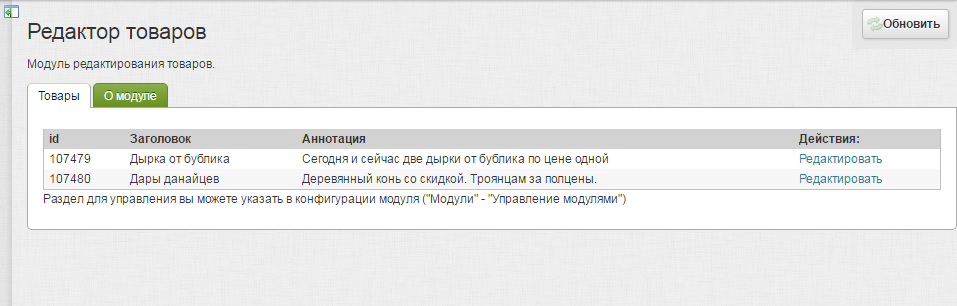 Редактор товаров
Обновить
Модуль редактирования товаров.
Товары О модуле
id Заголовок Аннотация Действия:
107479 Дырка от бублика Сегодня и сейчас две дырки от бублика по цене одной Редактировать
107480 Дары данайцев Деревянный конь со скидкой. Троянцам за полцены. Редактировать
Раздел для управления вы можете указать в конфигурации модуля ("Модули" - "Управление модулями")